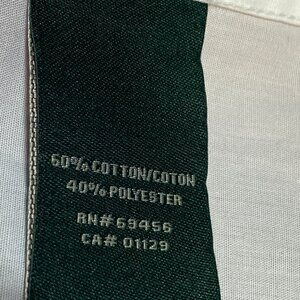 60% COTTON/COTON
40% POLYESTER
RN# 69456
CA# 01129